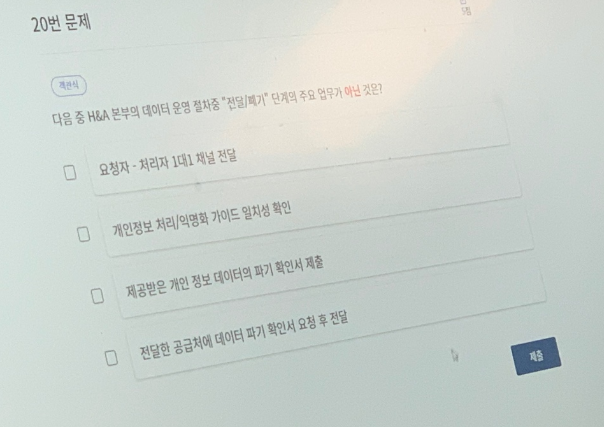 20번 문제
객관식
다음 중 H&A 본부의 데이터 운영 절차중 "전달/폐기" 단계의 주요 업무가 아닌 것은?
요청자 - 처리자 1대1 채널 전달
개인정보 처리/익명화 가이드 일치성 확인
제공받은 개인 정보 데이터의 파기 확인서 제출
전달한 공급처에 데이터 파기 확인서 요청 후 전달
제출